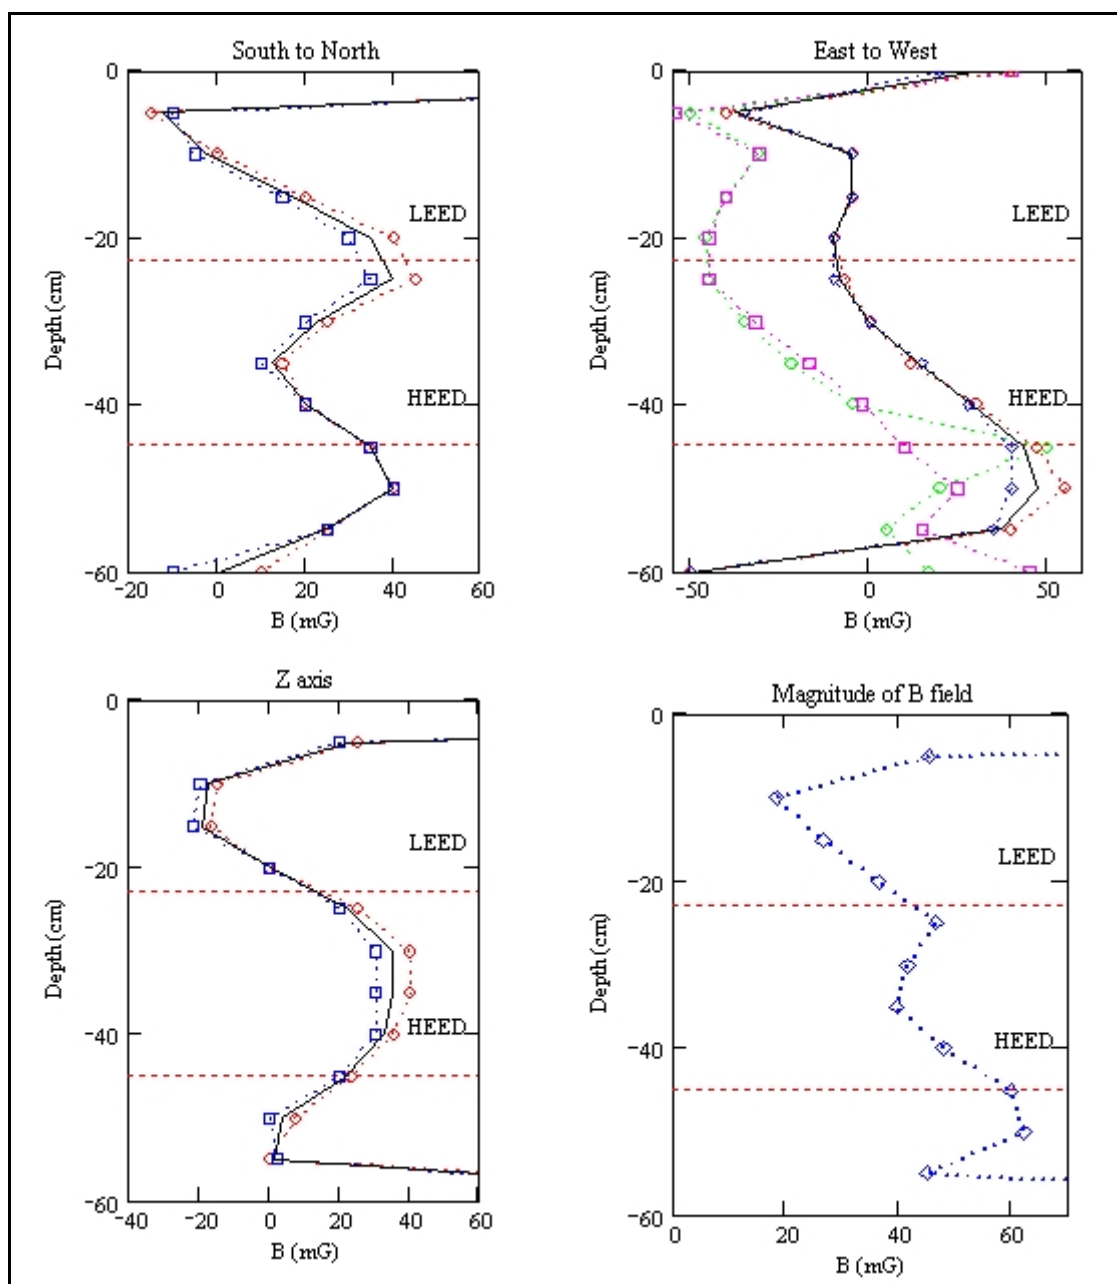 South to North
0
−20
−40
−60
Depth (cm)
LEED
HEED
−20
0
20
40
60
B (mG)
East to West
0
−20
−40
−60
Depth (cm)
LEED
HEED
−50
0
50
B (mG)
Z axis
0
−20
−40
−60
Depth (cm)
LEED
HEED
−40
−20
0
20
40
60
B (mG)
Magnitude of B field
0
−20
−40
−60
Depth (cm)
LEED
HEED
0
20
40
60
B (mG)